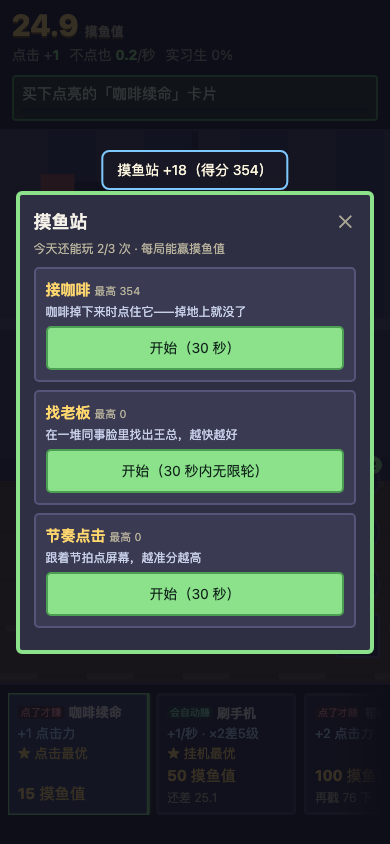 24.9 摸鱼值
点击 +1 不点也 0.2/秒 实习生 0%
买下点亮的「咖啡续命」卡片
摸鱼站 +18（得分 354）
摸鱼站
今天还能玩 2/3 次 · 每局能赢摸鱼值
接咖啡 最高 354
咖啡掉下来时点住它——掉地上就没了
开始（30 秒）
找老板 最高 0
在一堆同事脸里找出王总，越快越好
开始（30 秒内无限轮）
节奏点击 最高 0
跟着节拍点屏幕，越准分越高
开始（30 秒）
点了才赚 咖啡续命
+1 点击力
★ 点击最优
15 摸鱼值
会自动赚 刷手机
+1/秒 · ×2差5级
★ 挂机最优
50 摸鱼值
还差 25.1
点了才赚
+2 点击力
100 摸鱼
再戳 76 下